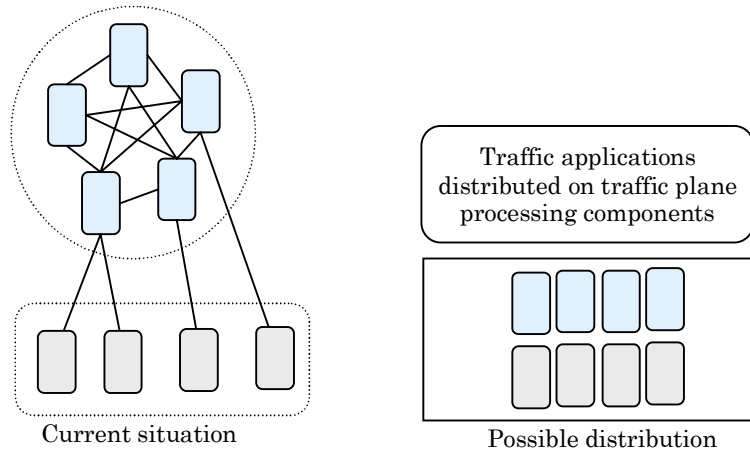 Traffic applications
distributed on traffic plane
processing components
Current situation
Possible distribution